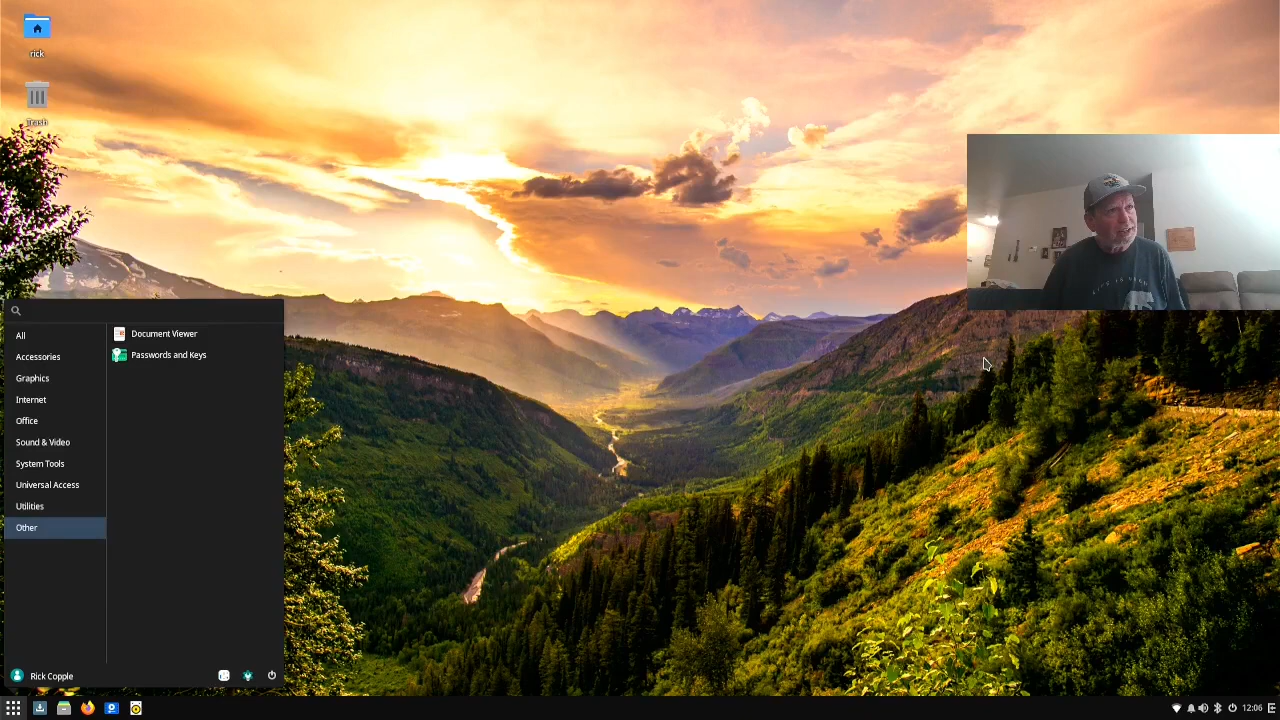 rick
Trash
All
Accessories
Graphics
Internet
Office
Sound & Video
System Tools
Universal Access
Utilities
Other
Document Viewer
Passwords and Keys
Rick Copple
12:06